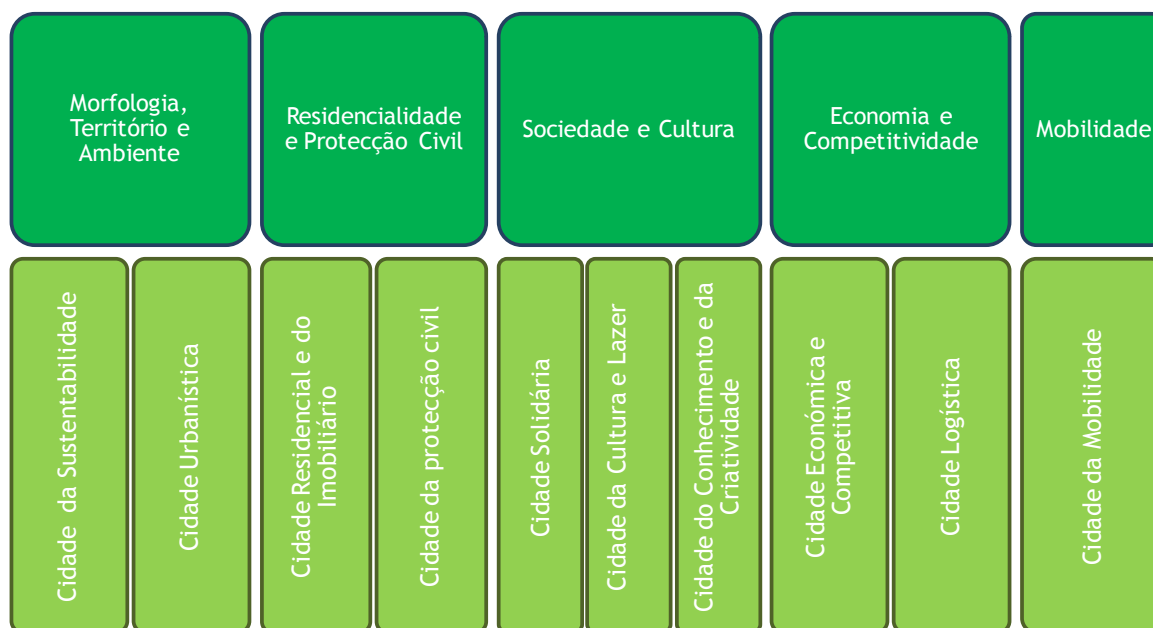 Morfologia,
Território e
Ambiente
Residencialidade
e Protecção Civil
Sociedade e Cultura
Economia e
Competitividade
Mobilidade
Cidade da Sustentabilidade
Cidade Urbanística
Cidade Residencial e do
Imobiliário
Cidade da protecção civil
Cidade Solidária
Cidade da Cultura e Lazer
Cidade do Conhecimento e da
Criatividade
Cidade Económica e
Competitiva
Cidade Logística
Cidade da Mobilidade